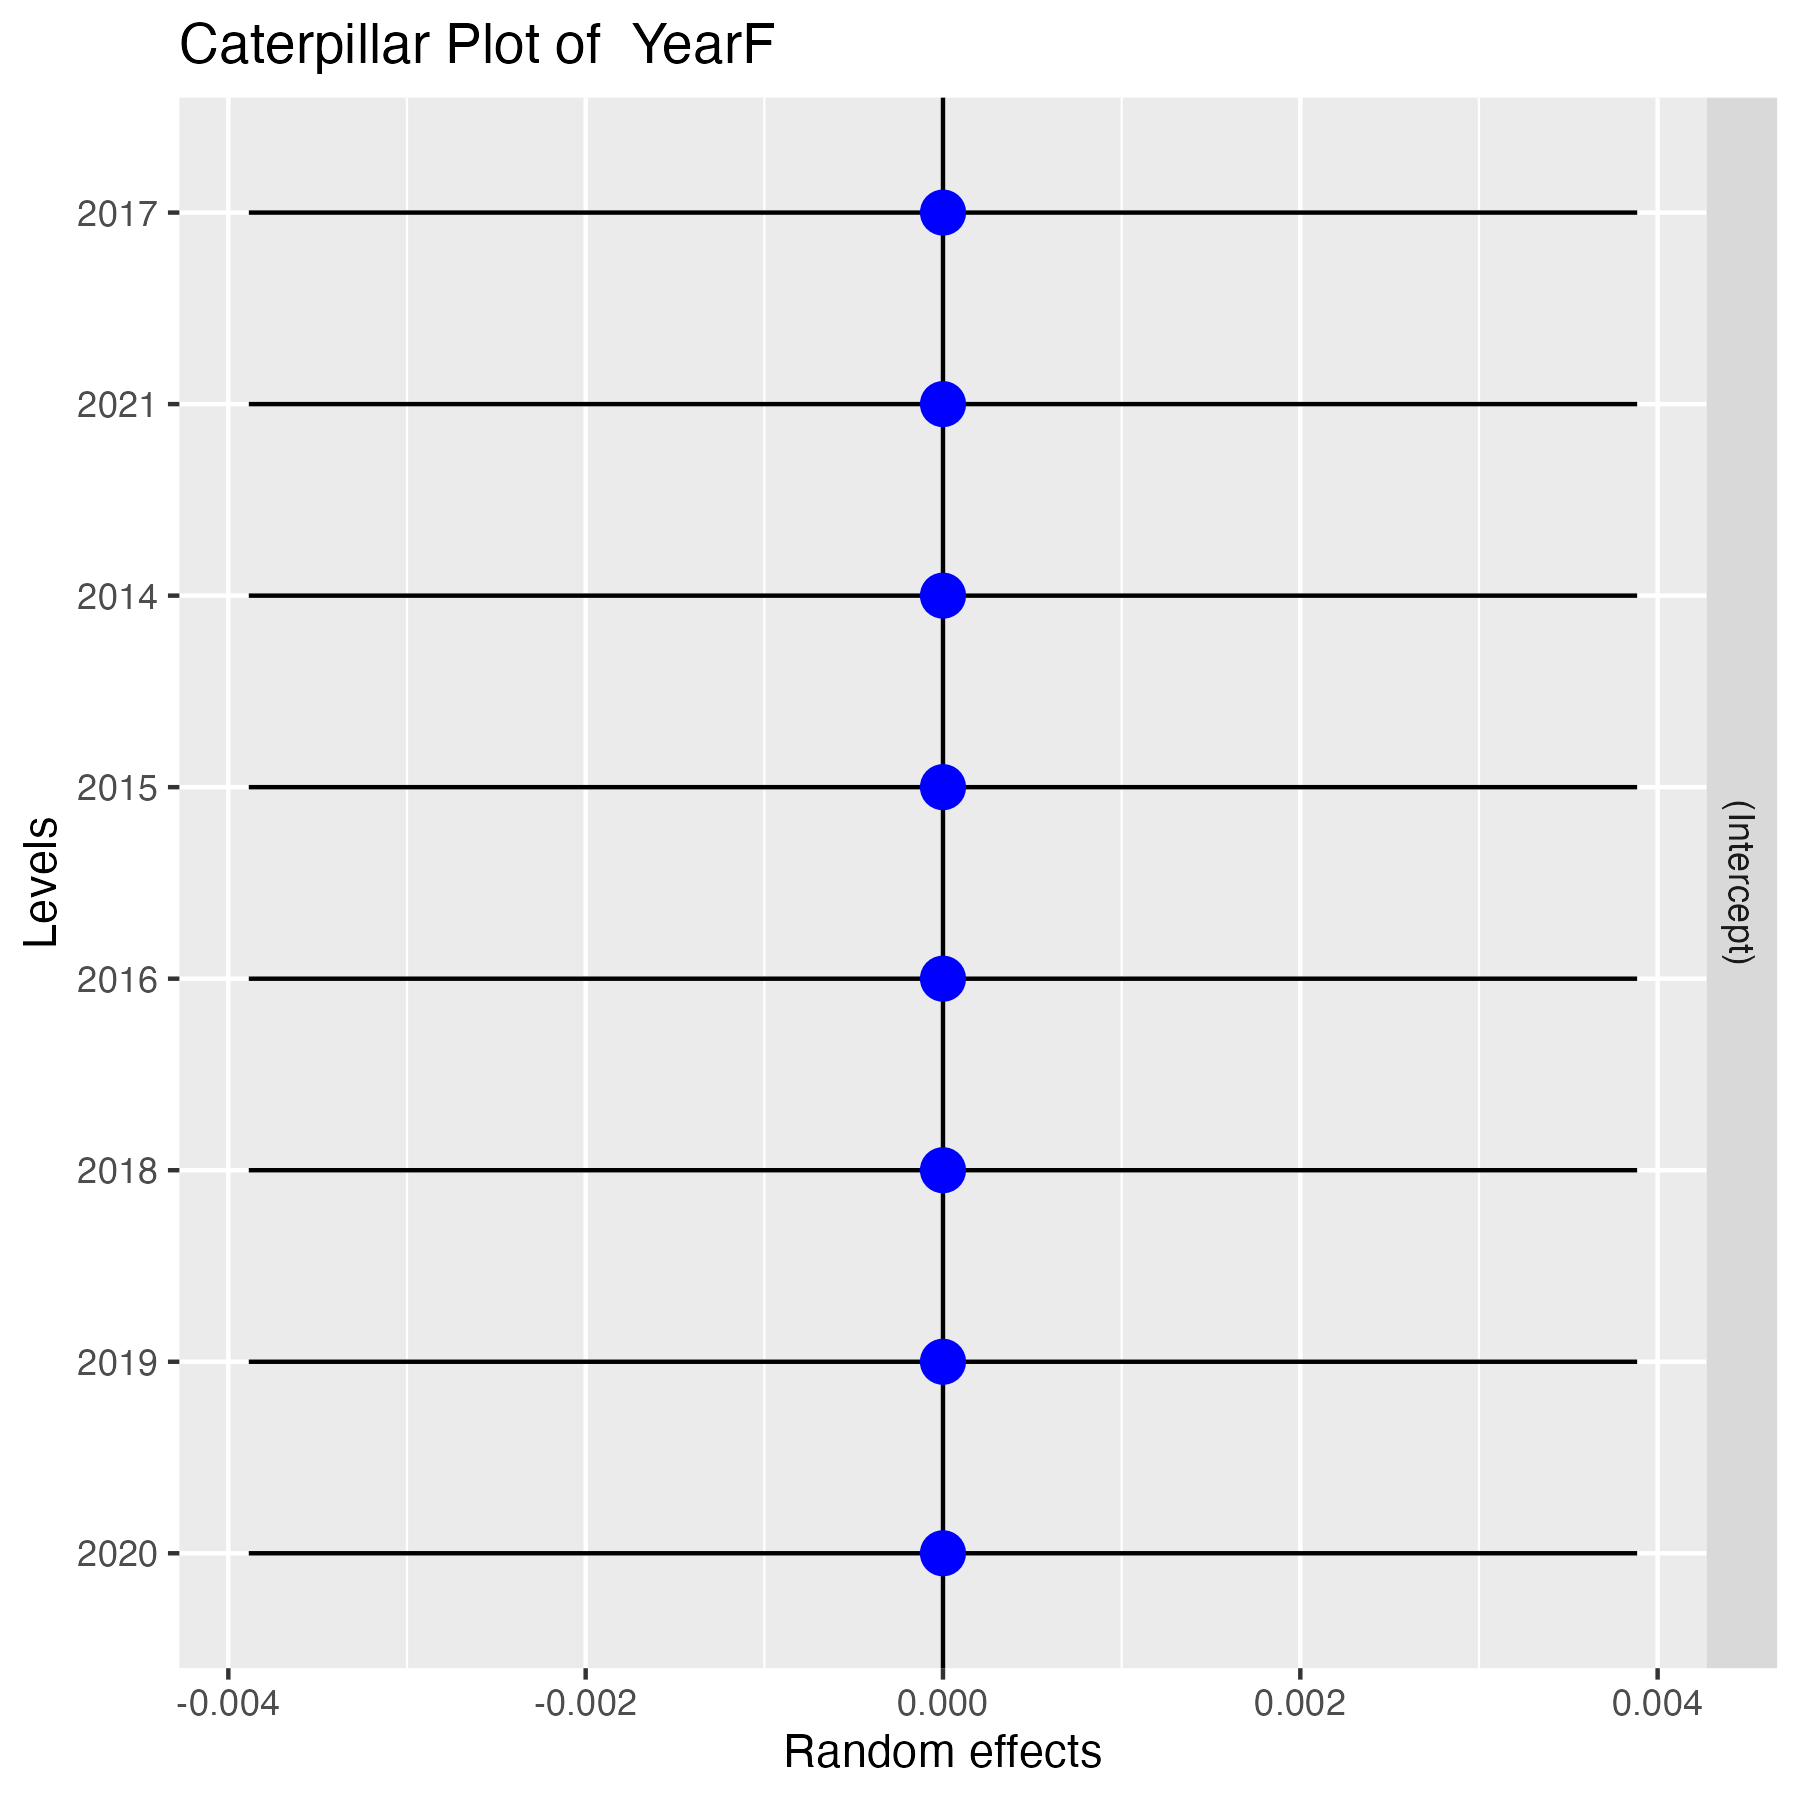 Caterpillar Plot of  YearF
Levels
2017
2021
2014
2015
2016
2018
2019
2020
(Intercept)
-0.004 -0.002 0.000 0.002 0.004
Random effects